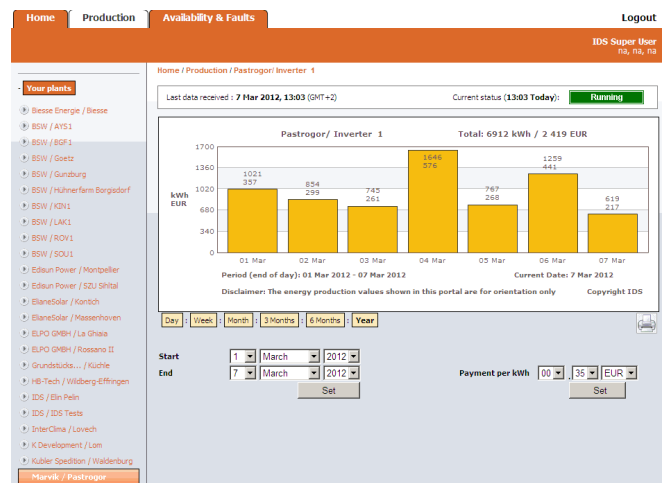 Home Production Availability & Faults Logout
IDS Super User
na, na, na
Home / Production / Pastrogor/ Inverter 1
- Your plants
Biesse Energie / Biesse
BSW / AYS1
BSW / BGF1
BSW / Goetz
BSW / Gunzburg
BSW / Hühnerfarm Borgisdorf
BSW / KIN1
BSW / LAK1
BSW / ROV1
BSW / SOU1
Edisun Power / Montpellier
Edisun Power / SZU Sihltal
EllaneSolar / Kontich
EllaneSolar / Massenhoven
ELPO GMBH / La Ghiaia
ELPO GMBH / Rossano II
Grundstücks... / Küchle
HB-Tech / Wildberg-Effringen
IDS / Elin Pelin
IDS / IDS Tests
InterClima / Lovech
K Development / Lom
Kubler Spedition / Waldenburg
Marvik / Pastrogor
Last data received : 7 Mar 2012, 13:03 (GMT+2) Current status (13:03 Today): Running
Pastrogor/ Inverter 1 Total: 6912 kWh / 2 419 EUR
kWh
EUR
1700
1360
1020
680
340
0
1021
357
854
299
745
261
1646
576
767
268
1259
441
619
217
01 Mar 02 Mar 03 Mar 04 Mar 05 Mar 06 Mar 07 Mar
Period (end of day): 01 Mar 2012 - 07 Mar 2012 Current Date: 7 Mar 2012
Disclaimer: The energy production values shown in this portal are for orientation only Copyright IDS
Day : Week : Month : 3 Months : 6 Months : Year
Start 1 March 2012
End 7 March 2012 Payment per kWh 00 . 35 EUR
Set Set